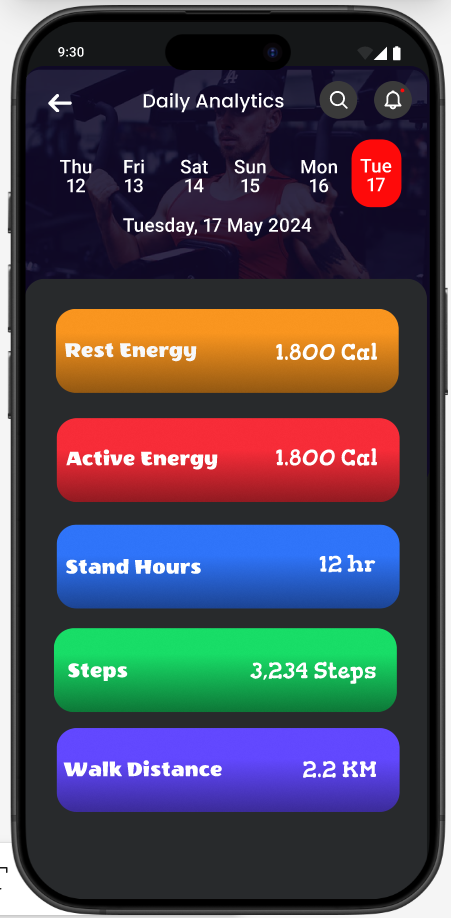 9:30
Daily Analytics
Thu Fri Sat Sun Mon Tue
12 13 14 15 16 17
Tuesday, 17 May 2024
Rest Energy 1.800 Cal
Active Energy 1.800 Cal
Stand Hours 12 hr
Steps 3,234 Steps
Walk Distance 2.2 KM